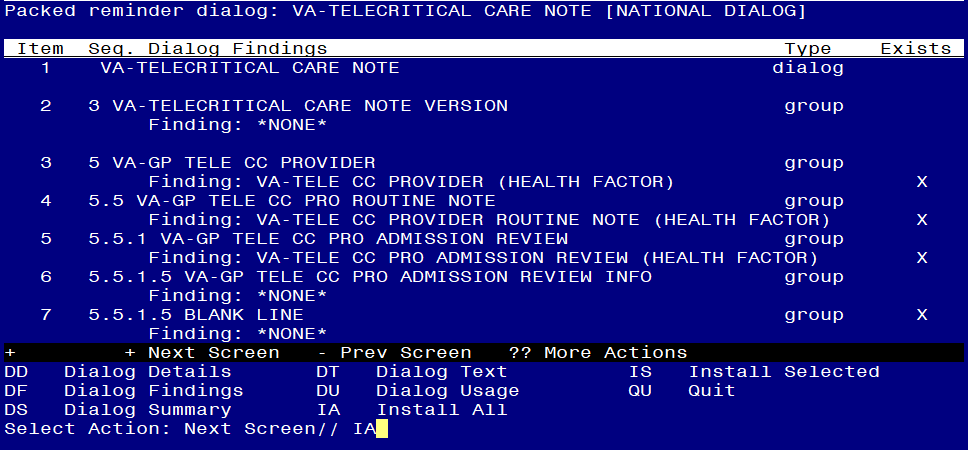 Packed reminder dialog: VA-TELECRITICAL CARE NOTE [NATIONAL DIALOG]
Item Seq. Dialog Findings Type Exists
1 VA-TELECRITICAL CARE NOTE dialog
2 3 VA-TELECRITICAL CARE NOTE VERSION group
Finding: *NONE*
3 5 VA-GP TELE CC PROVIDER group
Finding: VA-TELE CC PROVIDER (HEALTH FACTOR) X
4 5.5 VA-GP TELE CC PRO ROUTINE NOTE group
Finding: VA-TELE CC PROVIDER ROUTINE NOTE (HEALTH FACTOR) X
5 5.5.1 VA-GP TELE CC PRO ADMISSION REVIEW group
Finding: VA-TELE CC PRO ADMISSION REVIEW (HEALTH FACTOR) X
6 5.5.1.5 VA-GP TELE CC PRO ADMISSION REVIEW INFO group
Finding: *NONE*
7 5.5.1.5 BLANK LINE group X
Finding: *NONE*
+ + Next Screen - Prev Screen ?? More Actions
DD Dialog Details DT Dialog Text IS Install Selected
DF Dialog Findings DU Dialog Usage QU Quit
DS Dialog Summary IA Install All
Select Action: Next Screen// IA